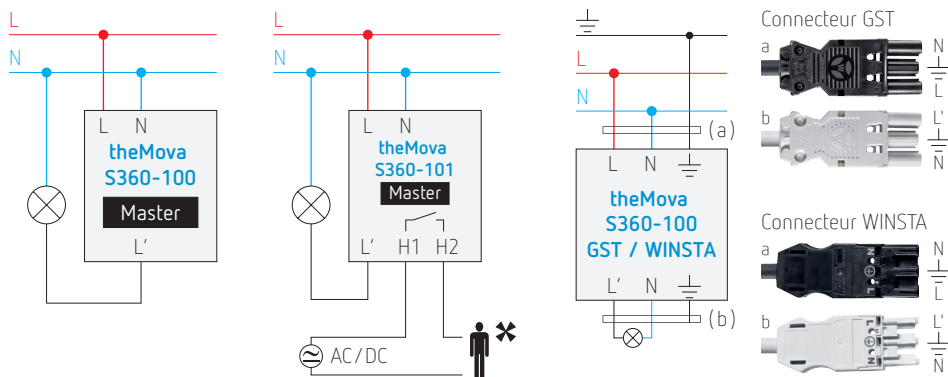 L
N
L N
theMova
S360-100
Master
L'
L
N
L N
theMova
S360-101
Master
L' H1 H2
AC/DC
L
N
(a)
L N
theMova
S360-100
GST / WINSTA
L' N
(b)
Connecteur GST
a
N
L
b
L'
N
Connecteur WINSTA
a
N
L
N
L
b
L'
N